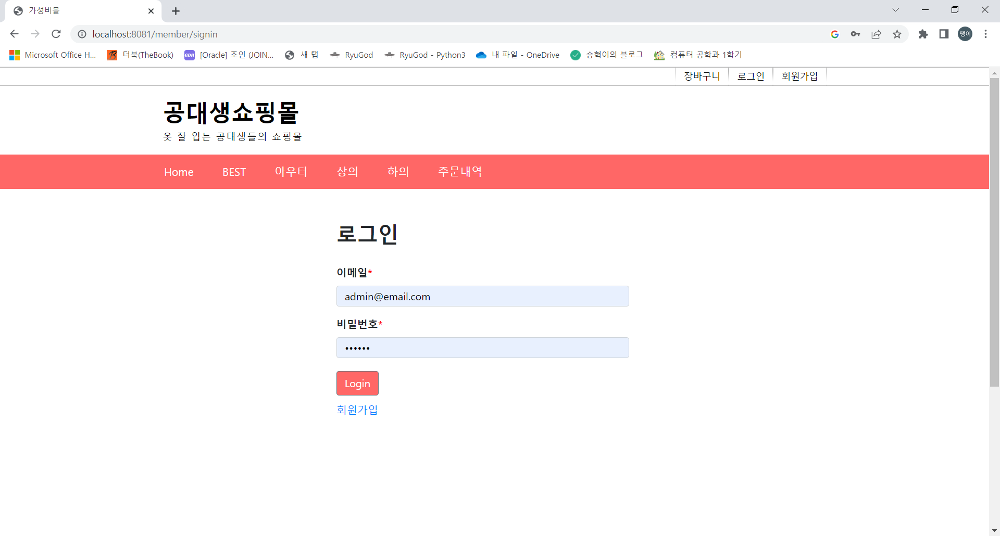 가성비몰
localhost:8081/member/signin
팽이
Microsoft Office H...
더북(TheBook)
GDH
[Oracle] 조인 (JOIN...
새 탭
RyuGod
RyuGod - Python3
내 파일 - OneDrive
승혁이의 블로그
컴퓨터 공학과 1학기
장바구니
로그인
회원가입
공대생쇼핑몰
옷 잘 입는 공대생들의 쇼핑몰
Home
BEST
아우터
상의
하의
주문내역
로그인
이메일*
admin@email.com
비밀번호*
••••••
Login
회원가입